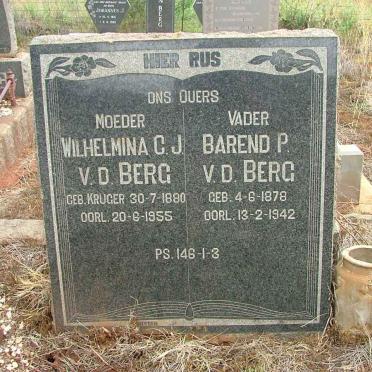 HIER RUS
ONS OUERS
MOEDER
WILHELMINA C. J.
V. D. BERG
GEB. KRUGER 30-7-1880
OORL. 20-6-1955
VADER
BAREND P.
V. D. BERG
GEB. 4-6-1878
OORL. 13-2-1942
PS. 146-1-3
JOHANNES J.